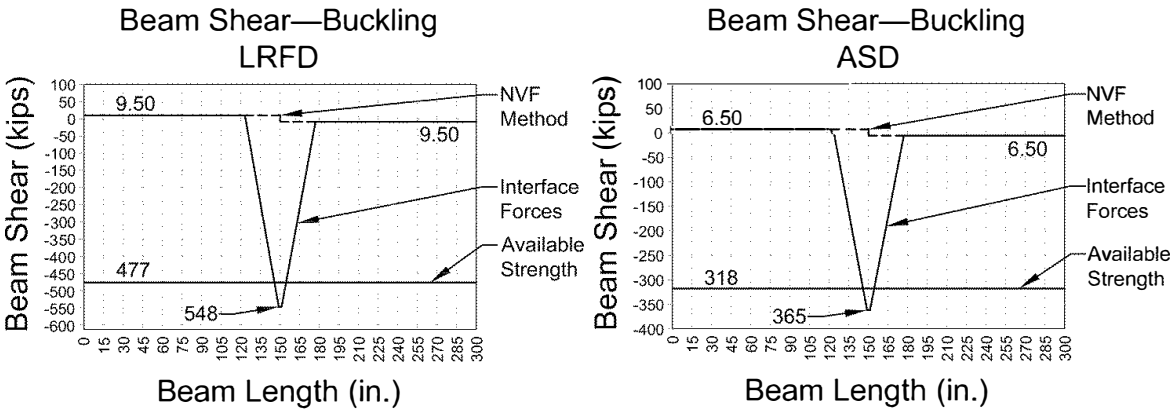 Beam Shear—Buckling
LRFD
100
50
0
-50
-100
-150
-200
-250
-300
-350
-400
-450
-500
-550
-600
Beam Shear (kips)
9.50
9.50
477
548
NVF
Method
Interface
Forces
Available
Strength
0 15 30 45 60 75 90 105 120 135 150 165 180 195 210 225 240 255 270 285 300
Beam Length (in.)
Beam Shear—Buckling
ASD
100
50
0
-50
-100
-150
-200
-250
-300
-350
-400
Beam Shear (kips)
6.50
6.50
318
365
NVF
Method
Interface
Forces
Available
Strength
0 15 30 45 60 75 90 105 120 135 150 165 180 195 210 225 240 255 270 285 300
Beam Length (in.)